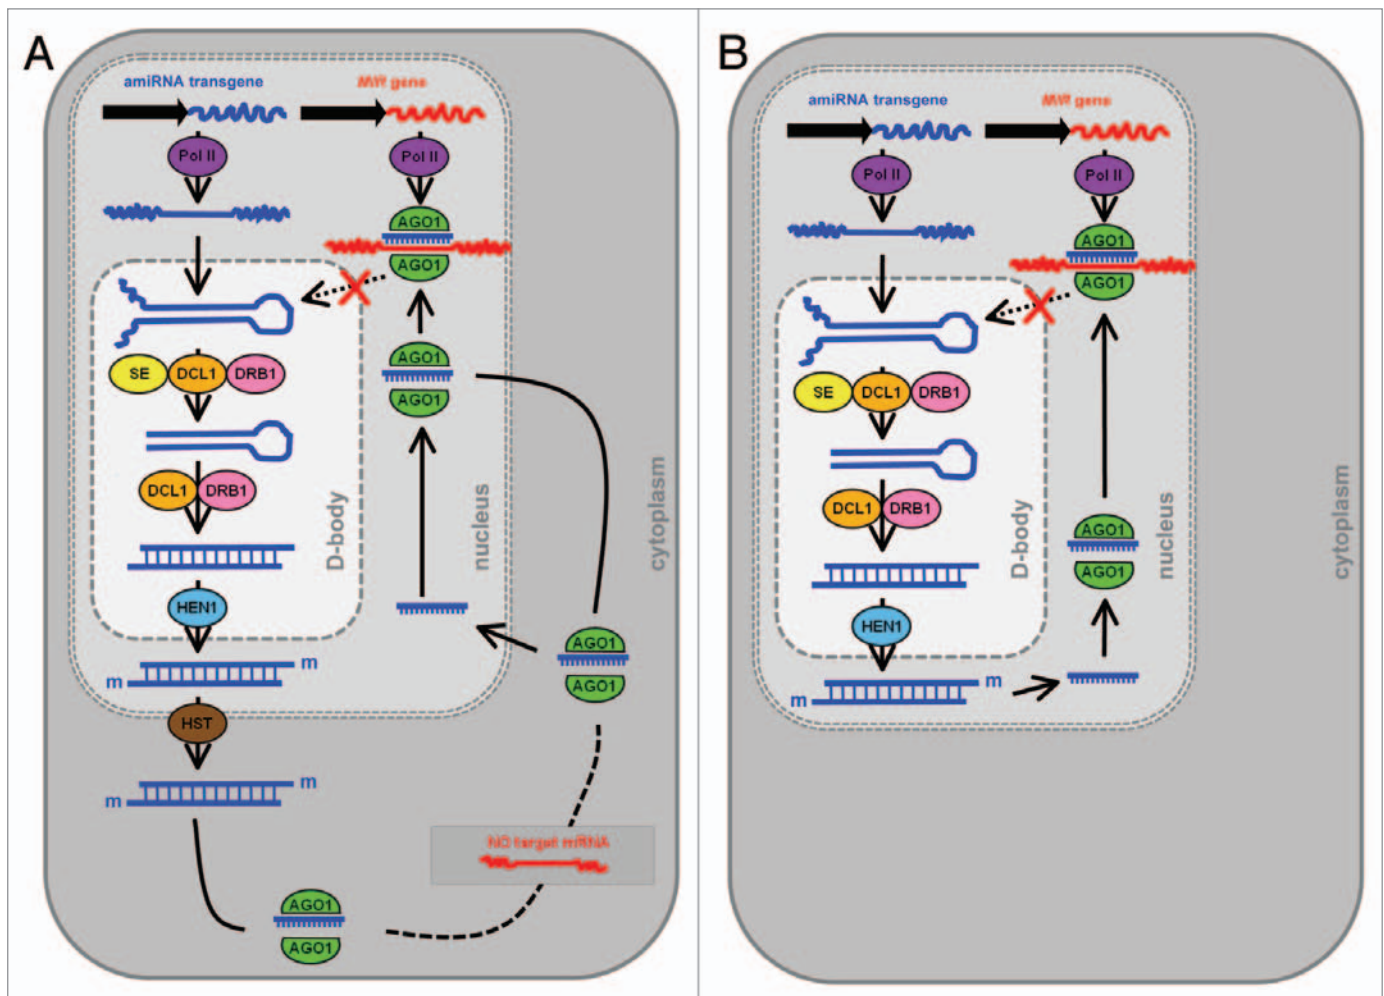 A
amiRNA transgene
MIR gene
Pol II
Pol II
AGO1
AGO1
SE
DCL1
DRB1
AGO1
AGO1
DCL1
DRB1
D-body
nucleus
cytoplasm
HEN1
m
m
AGO1
AGO1
HST
m
m
NO target mRNA
AGO1
AGO1
B
amiRNA transgene
MIR gene
Pol II
Pol II
AGO1
AGO1
SE
DCL1
DRB1
DCL1
DRB1
D-body
nucleus
cytoplasm
AGO1
AGO1
HEN1
m
m